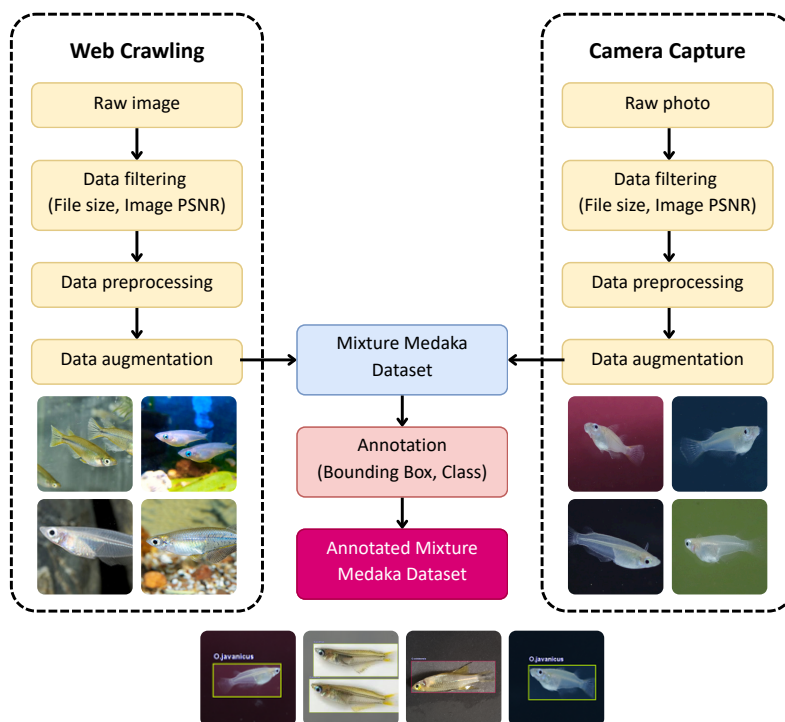 Web Crawling
Raw image
Data filtering
(File size, Image PSNR)
Data preprocessing
Data augmentation
Camera Capture
Raw photo
Data filtering
(File size, Image PSNR)
Data preprocessing
Data augmentation
Mixture Medaka
Dataset
Annotation
(Bounding Box, Class)
Annotated Mixture
Medaka Dataset
O.javanicus
O.javanicus